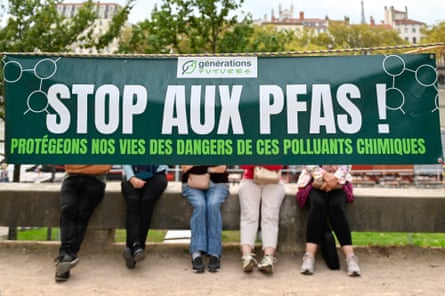 générations
FUTURES
STOP AUX PFAS !
PROTÉGEONS NOS VIES DES DANGERS DE CES POLLUANTS CHIMIQUES